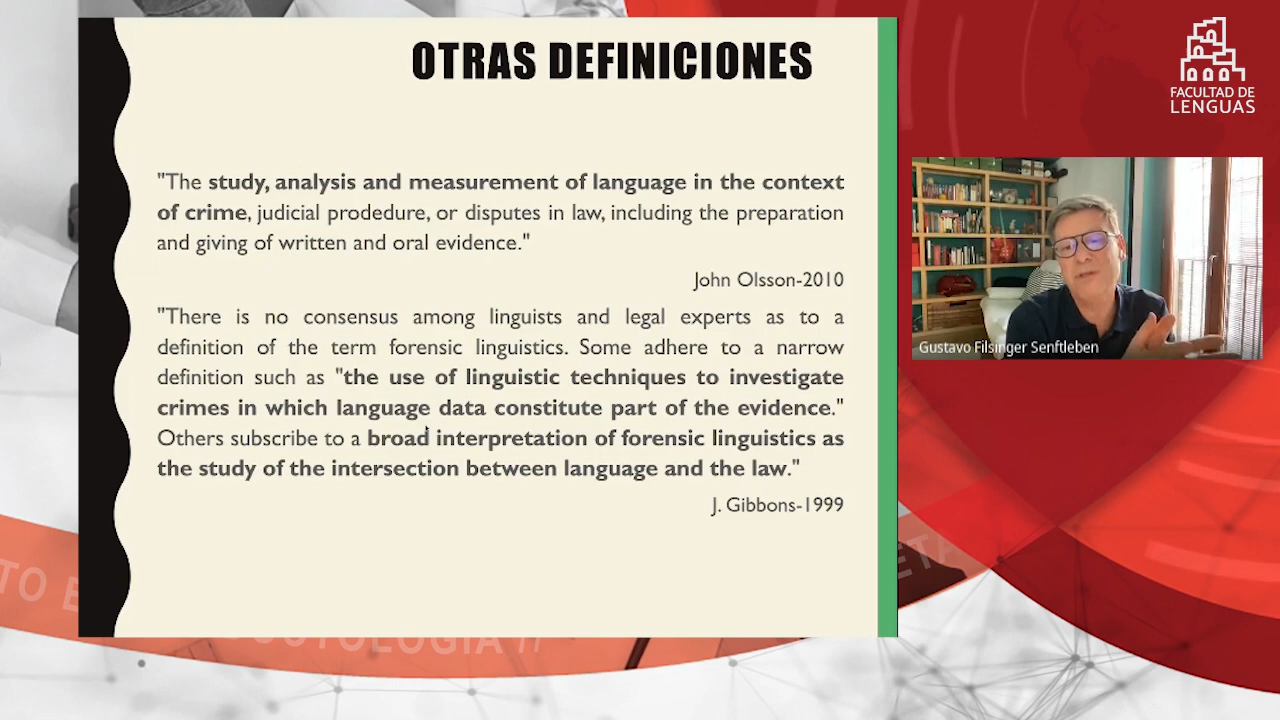 OTRAS DEFINICIONES
"The study, analysis and measurement of language in the context
of crime, judicial prodedure, or disputes in law, including the preparation
and giving of written and oral evidence."
John Olsson-2010
"There is no consensus among linguists and legal experts as to a
definition of the term forensic linguistics. Some adhere to a narrow
definition such as "the use of linguistic techniques to investigate
crimes in which language data constitute part of the evidence."
Others subscribe to a broad interpretation of forensic linguistics as
the study of the intersection between language and the law."
J. Gibbons-1999
FACULTAD DE
LENGUAS
Gustavo Filsinger Senftleben